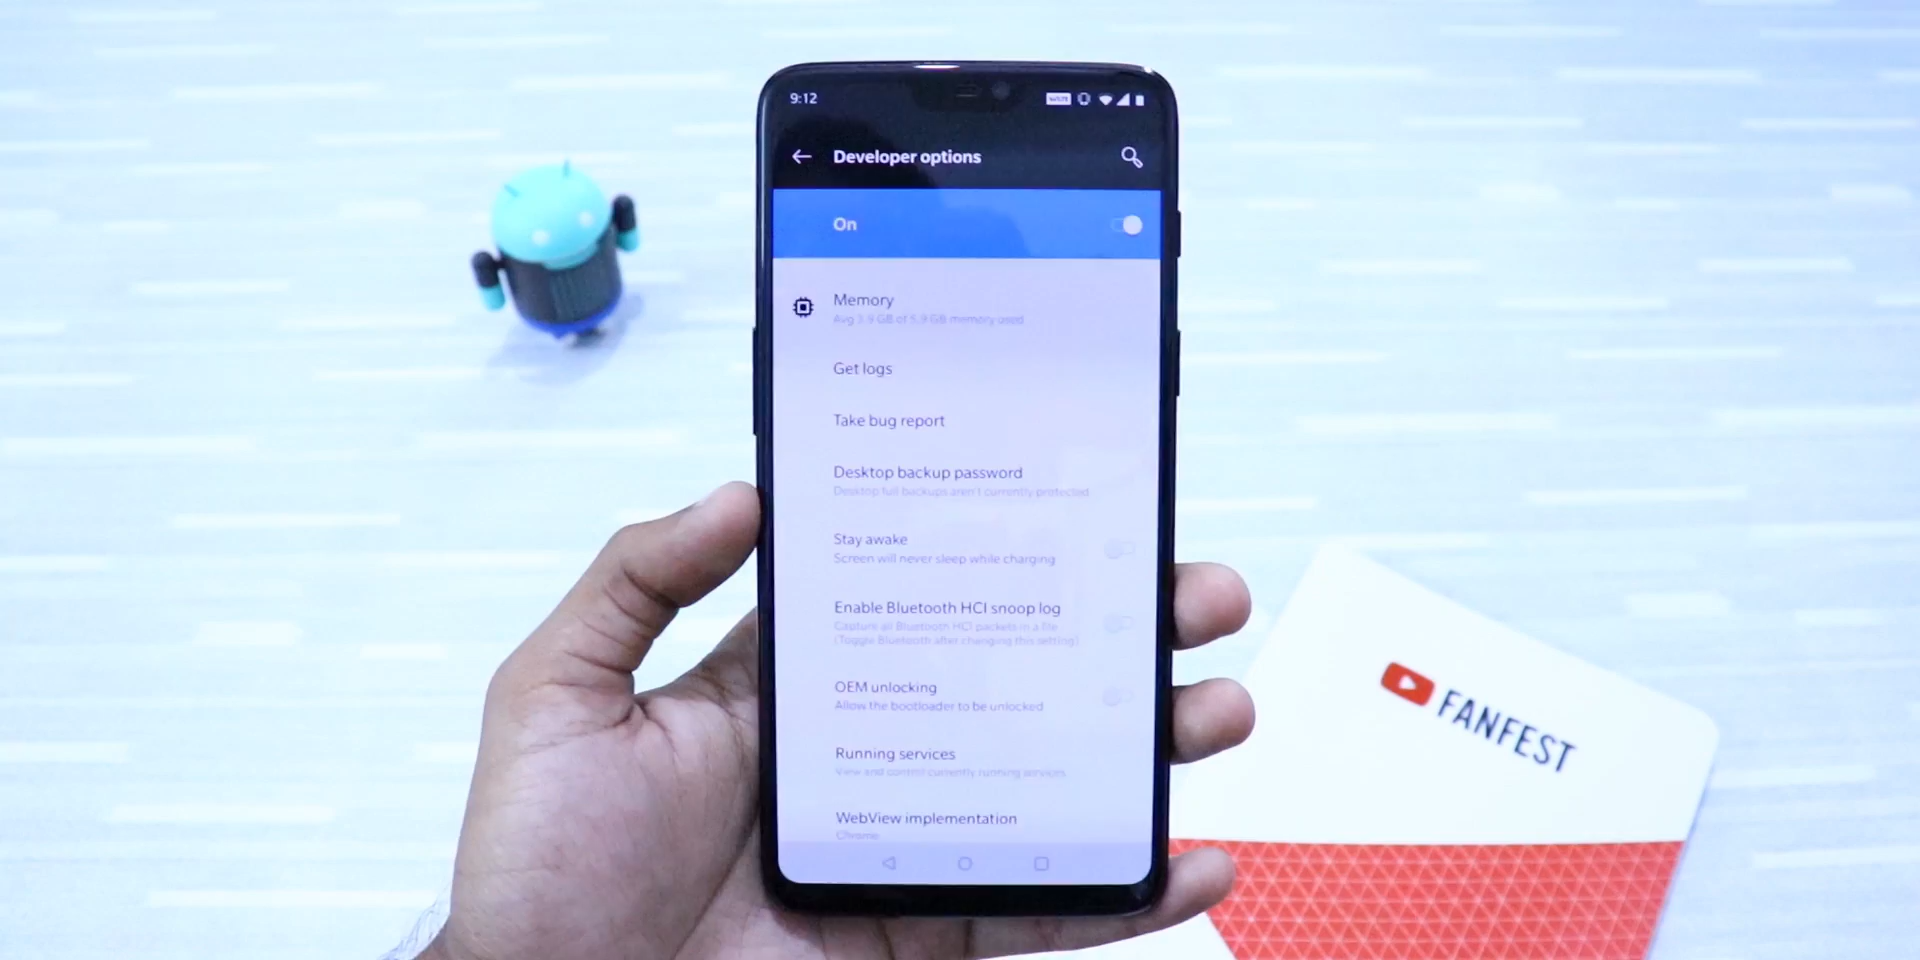 9:12
VoLTE
Developer options
On
Memory
Avg 3.9 GB of 5.9 GB memory used
Get logs
Take bug report
Desktop backup password
Desktop full backups aren't currently protected
Stay awake
Screen will never sleep while charging
Enable Bluetooth HCI snoop log
Capture all Bluetooth HCI packets in a file
(Toggle Bluetooth after changing this setting)
OEM unlocking
Allow the bootloader to be unlocked
Running services
View and control currently running services
WebView implementation
Chrome
FANFEST